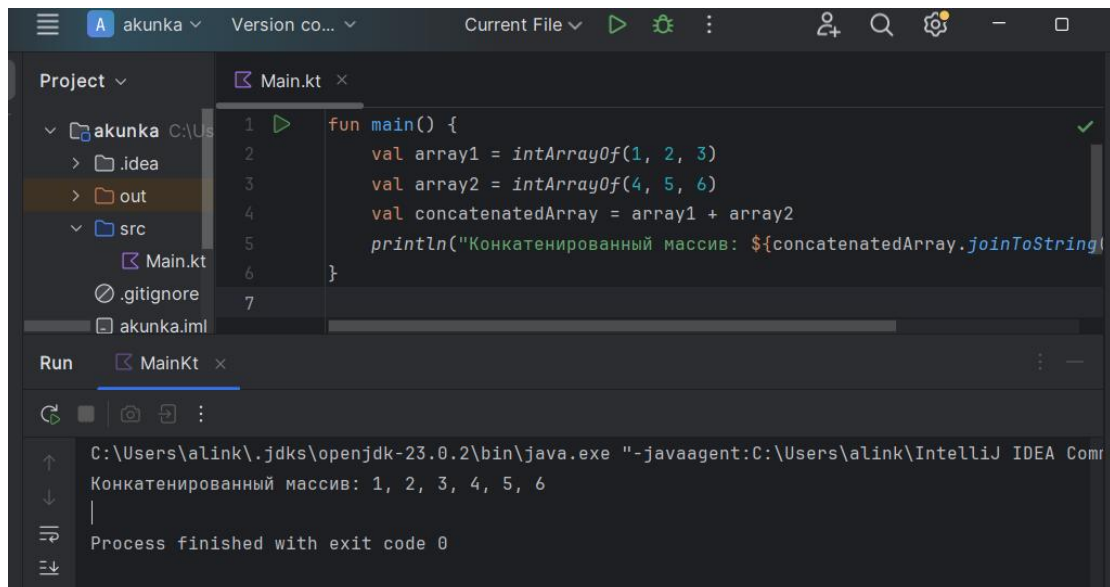 A akunka Version co... Current File
Project
Main.kt
akunka C:\Us
.idea
out
src
Main.kt
.gitignore
akunka.iml
1 fun main() {
2 val array1 = intArrayOf(1, 2, 3)
3 val array2 = intArrayOf(4, 5, 6)
4 val concatenatedArray = array1 + array2
5 println("Конкатенированный массив: ${concatenatedArray.joinToString(
6 }
7
Run MainKt
C:\Users\alink\.jdks\openjdk-23.0.2\bin\java.exe "-javaagent:C:\Users\alink\IntelliJ IDEA Com
Конкатенированный массив: 1, 2, 3, 4, 5, 6
Process finished with exit code 0